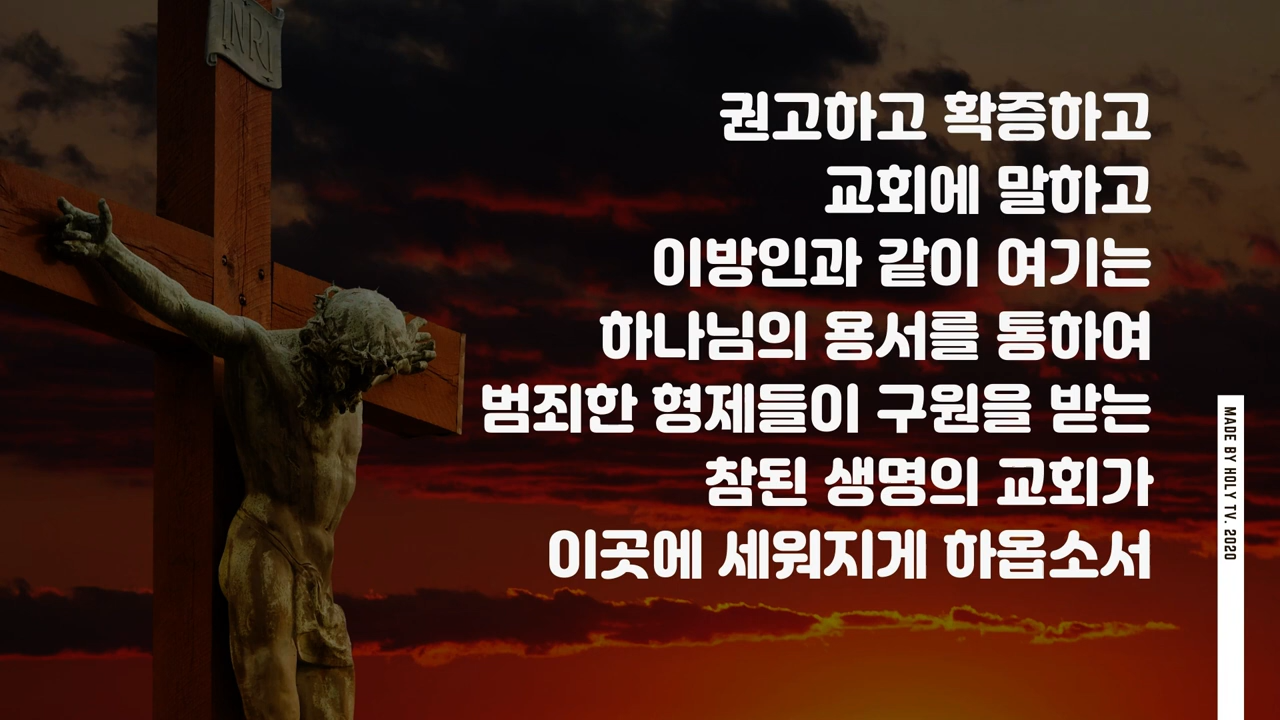 INRI
권고하고 확증하고
교회에 말하고
이방인과 같이 여기는
하나님의 용서를 통하여
범죄한 형제들이 구원을 받는
참된 생명의 교회가
이곳에 세워지게 하옵소서
MADE BY HOLY TV. 2020